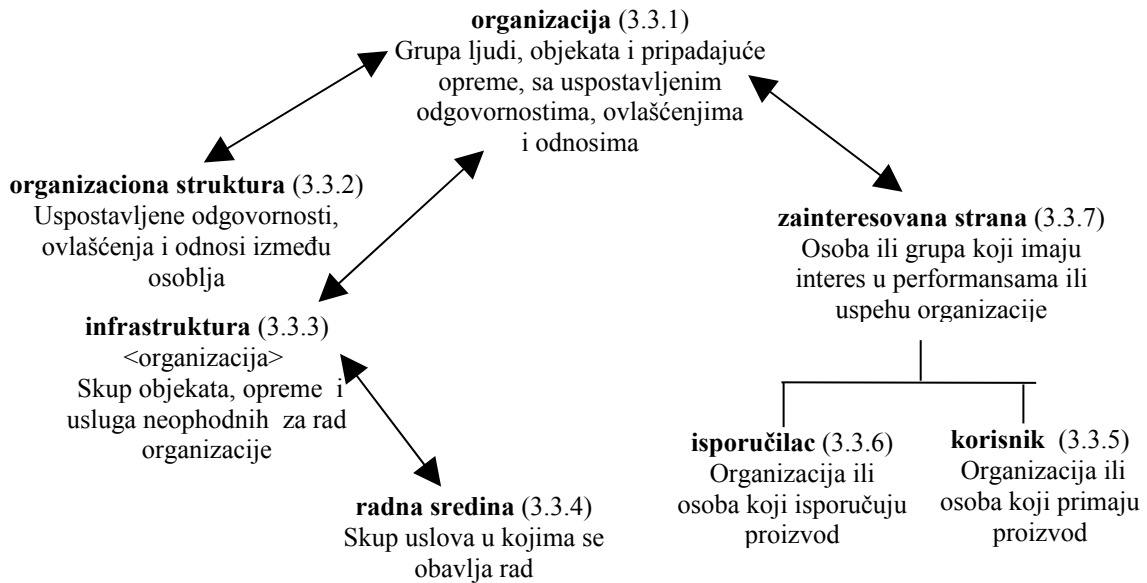 organizacija (3.3.1)
Grupa ljudi, objekata i pripadajuće
opreme, sa uspostavljenim
odgovornostima, ovlašćenjima
i odnosima
organizaciona struktura (3.3.2)
Uspostavljene odgovornosti,
ovlašćenja i odnosi između
osoblja
zainteresovana strana (3.3.7)
Osoba ili grupa koji imaju
interes u performansama ili
uspehu organizacije
infrastruktura (3.3.3)
<organizacija>
Skup objekata, opreme i
usluga neophodnih za rad
organizacije
isporučilac (3.3.6)
Organizacija ili
osoba koji isporučuju
proizvod
korisnik (3.3.5)
Organizacija ili
osoba koji primaju
proizvod
radna sredina (3.3.4)
Skup uslova u kojima se
obavlja rad